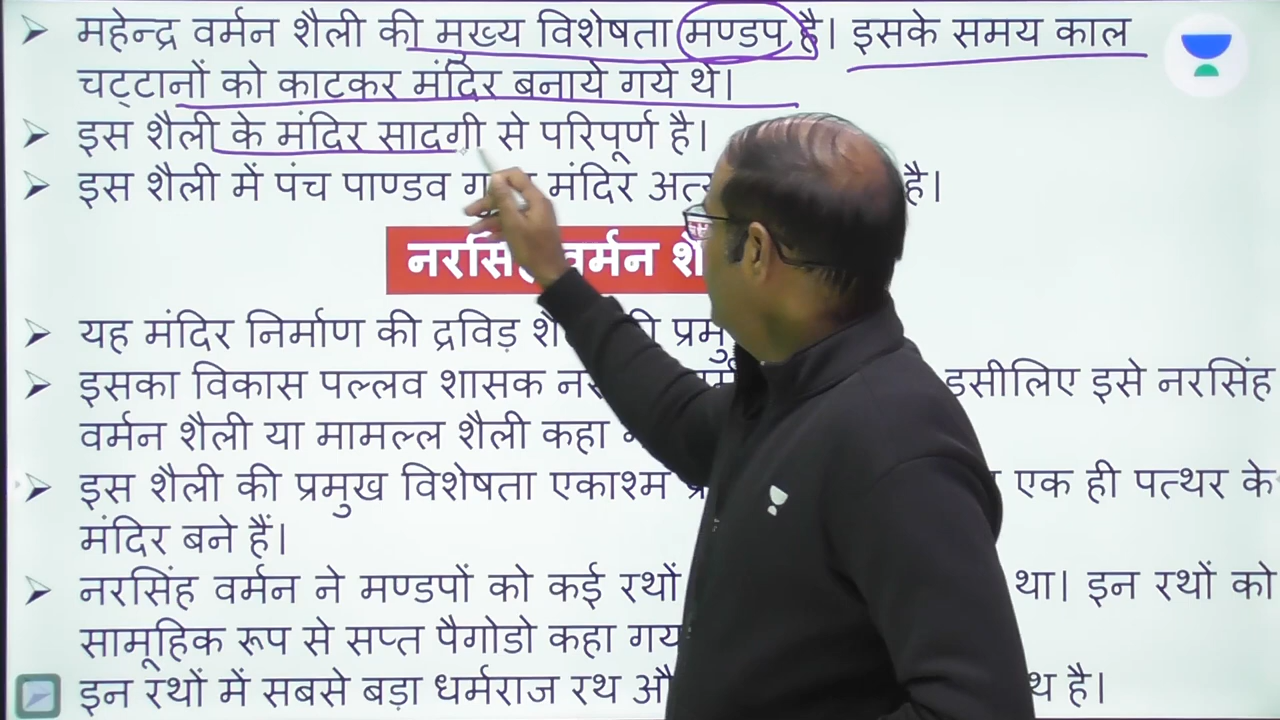 महेन्द्र वर्मन शैली की मुख्य विशेषता मण्डप है। इसके समय काल
चट्टानों को काटकर मंदिर बनाये गये थे।
इस शैली के मंदिर सादगी से परिपूर्ण है।
इस शैली में पंच पाण्डव मंदिर है।
नरसिंह वर्मन
यह मंदिर निर्माण की द्रविड़
इसका विकास पल्लव शासक इसीलिए इसे नरसिंह
वर्मन शैली या मामल्ल शैली कहा
इस शैली की प्रमुख विशेषता एकाश्म एक ही पत्थर के
मंदिर बने हैं।
नरसिंह वर्मन ने मण्डपों को कई रथों था। इन रथों को
सामूहिक रूप से सप्त पैगोडो कहा
इन रथों में सबसे बड़ा धर्मराज रथ है।